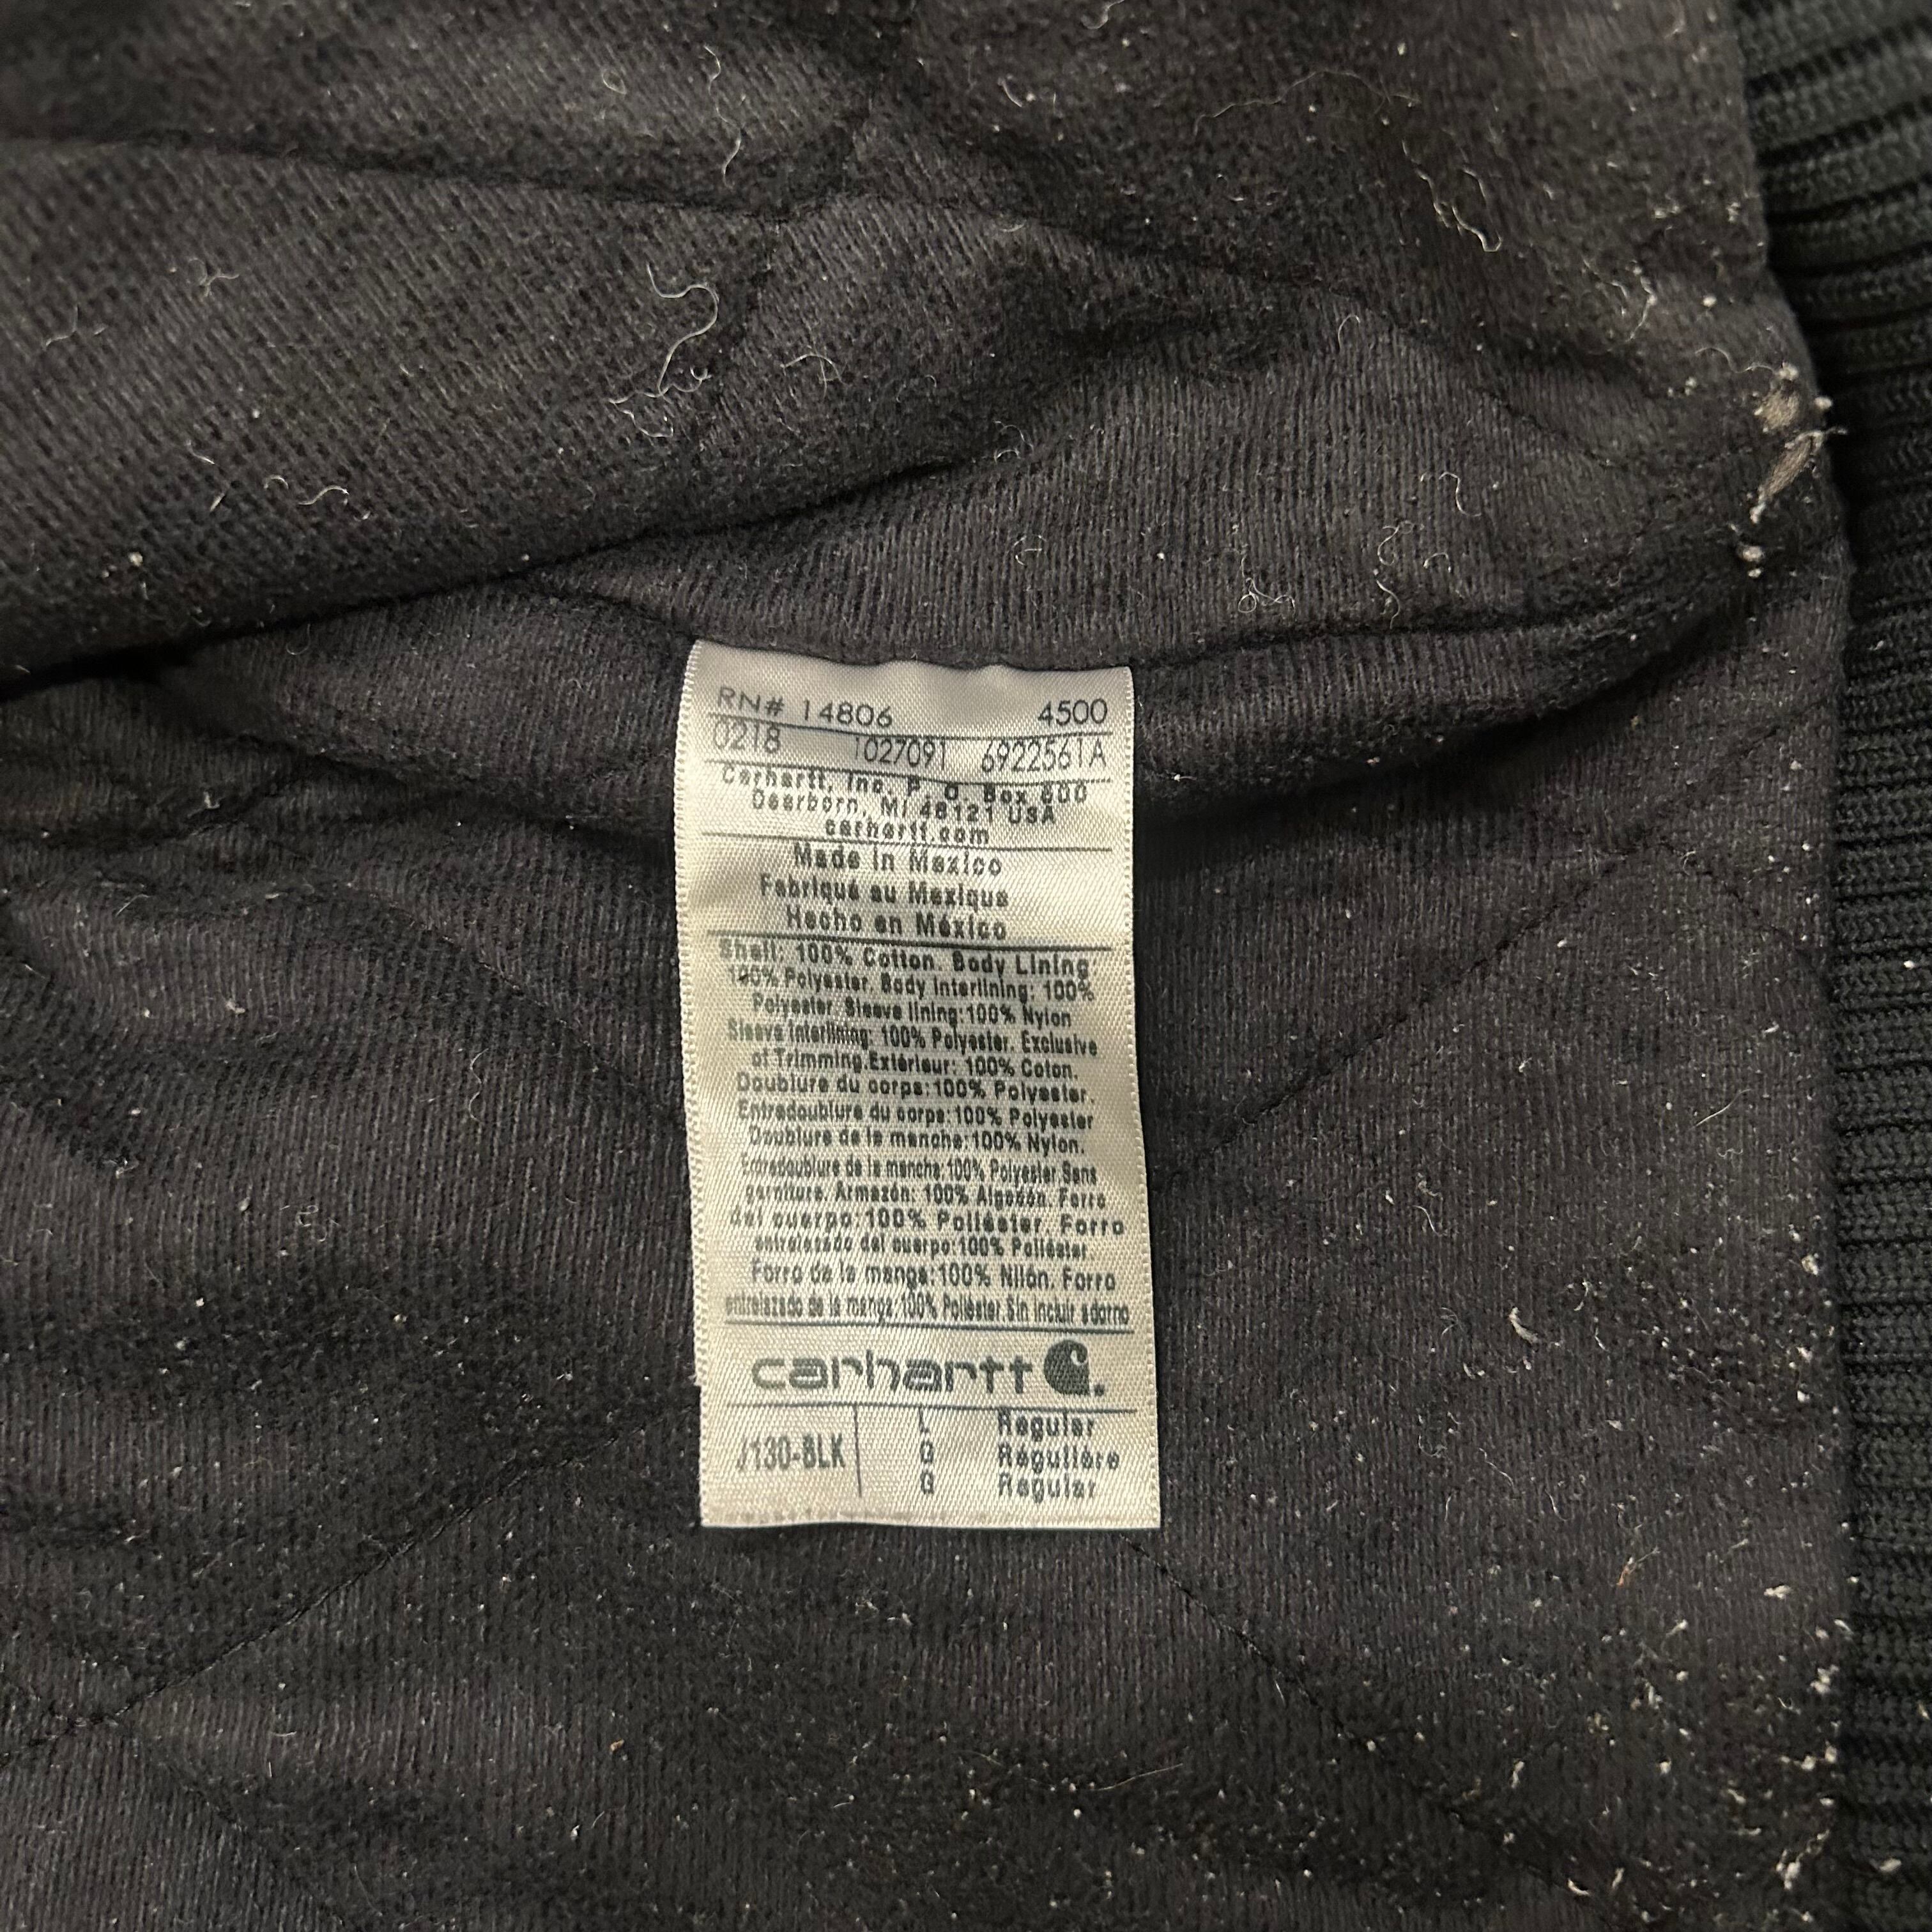 RN# 14806 4500
0218 1027091 6922561A
Carhartt, Inc. P. O. Box 600
Dearborn, MI 48121 USA
carhartt.com
Made in Mexico
Fabriqué au Mexique
Hecho en México
Shell: 100% Cotton. Body Lining:
100% Polyester. Body Interlining: 100%
Polyester. Sleeve lining:100% Nylon
Sleeve Interlining: 100% Polyester. Exclusive
of Trimming.Extérieur: 100% Coton.
Doublure du corps:100% Polyester.
Entredoublure du corps:100% Polyester
Doublure de la manche:100% Nylon.
Entredoublure de la manche:100% Polyester.Sans
garniture. Armazón: 100% Algodón. Forro
del cuerpo:100% Poliéster. Forro
entrelazado del cuerpo:100% Poliéster
Forro de la manga:100% Nilón. Forro
entrelazado de la manga:100% Poliéster.Sin incluir adorno
carhartt
J130-BLK L Regular
G Regulière
G Regular